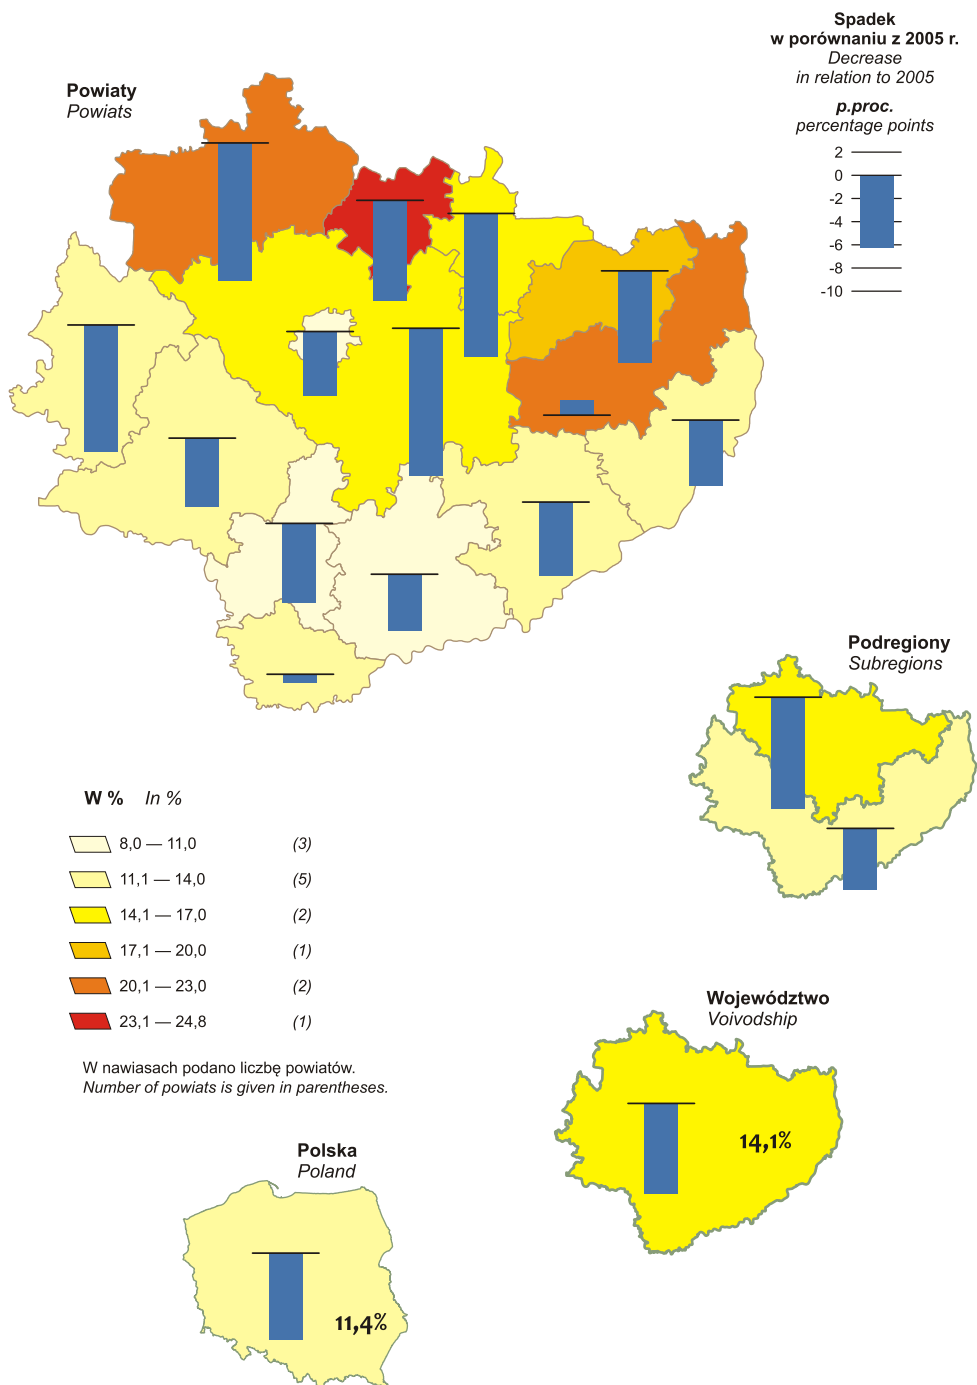 Spadek
w porównaniu z 2005 r.
Decrease
in relation to 2005
p.proc.
percentage points
2
0
-2
-4
-6
-8
-10
Powiaty
Powiats
Podregiony
Subregions
W % In %
8,0 — 11,0 (3)
11,1 — 14,0 (5)
14,1 — 17,0 (2)
17,1 — 20,0 (1)
20,1 — 23,0 (2)
23,1 — 24,8 (1)
W nawiasach podano liczbę powiatów.
Number of powiats is given in parentheses.
Województwo
Voivodship
14,1%
Polska
Poland
11,4%